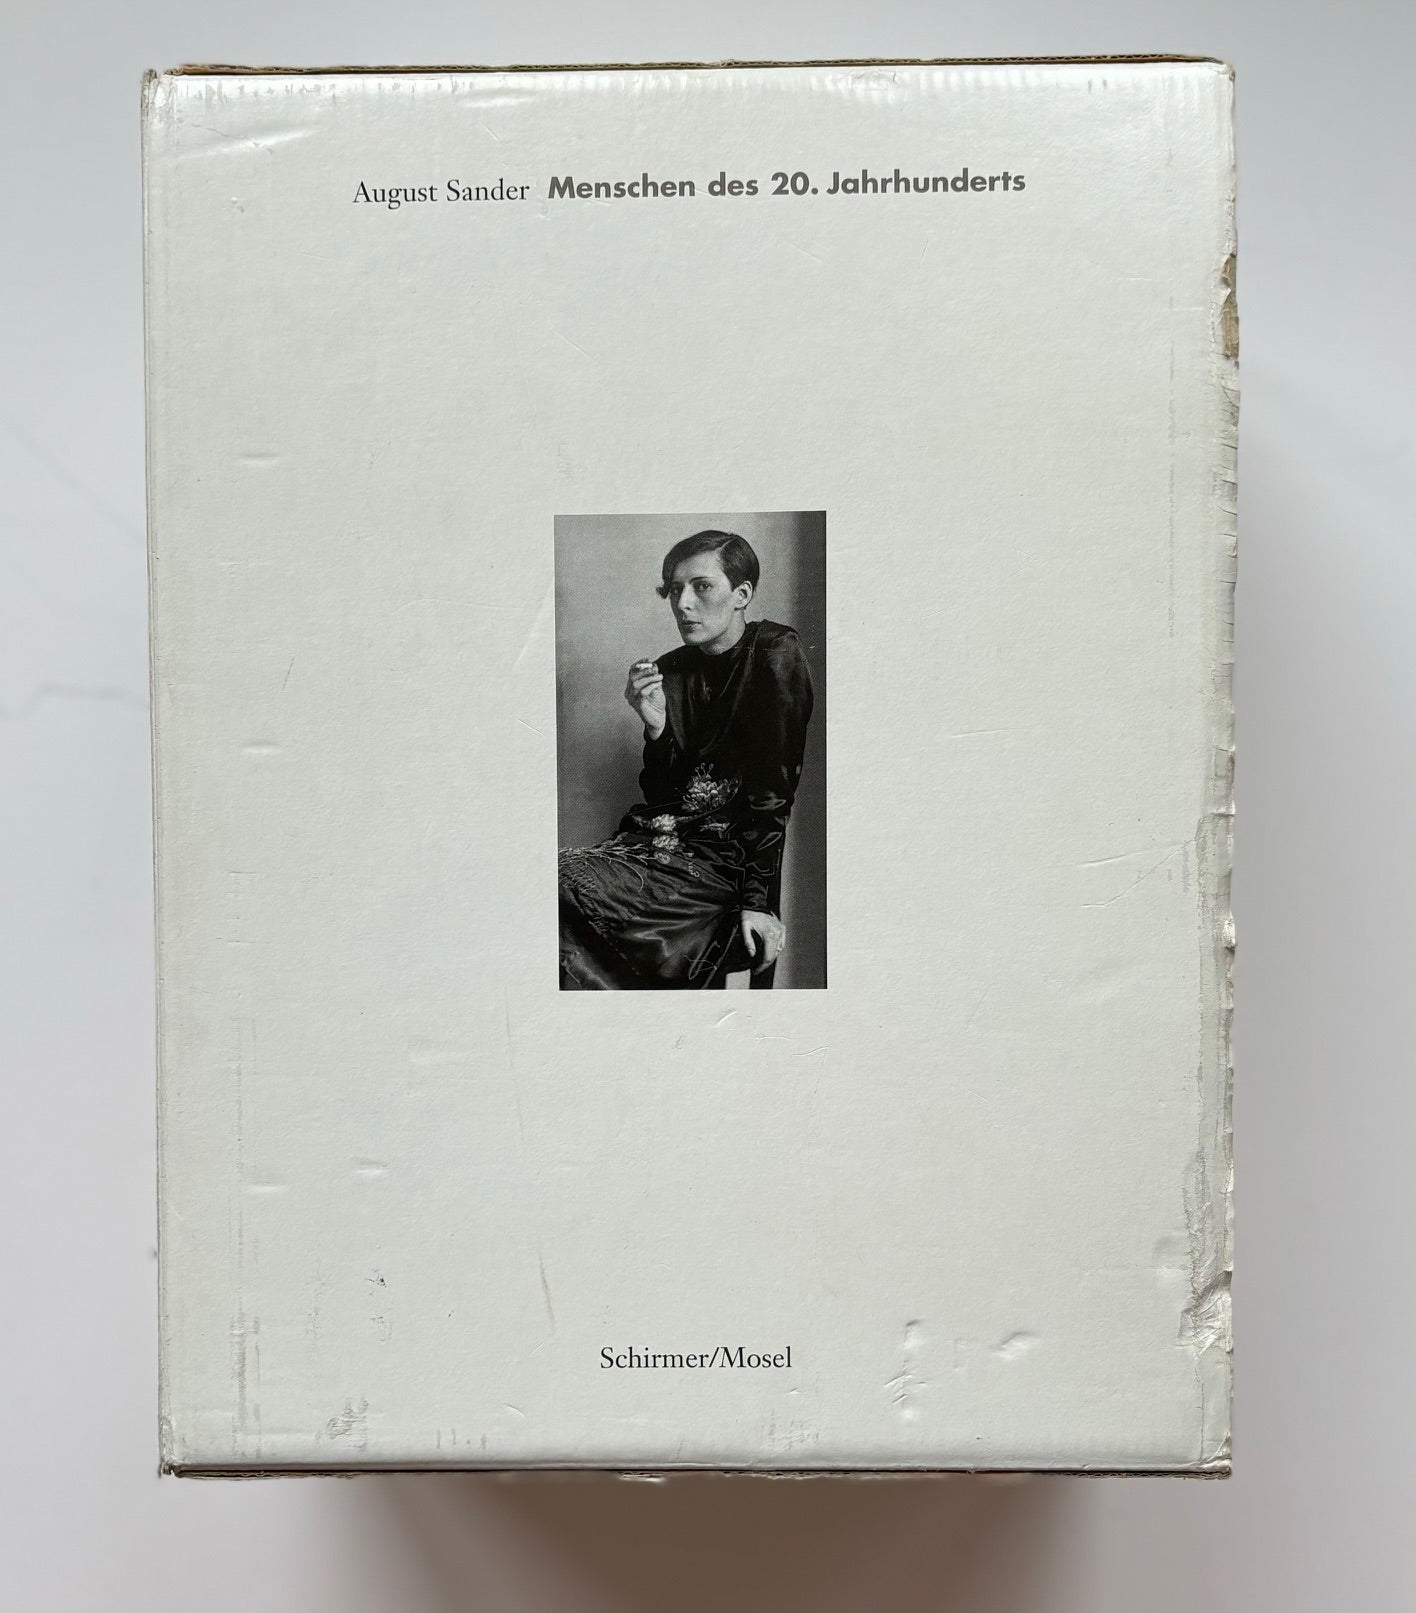 August Sander Menschen des 20. Jahrhunderts
Schirmer/Mosel